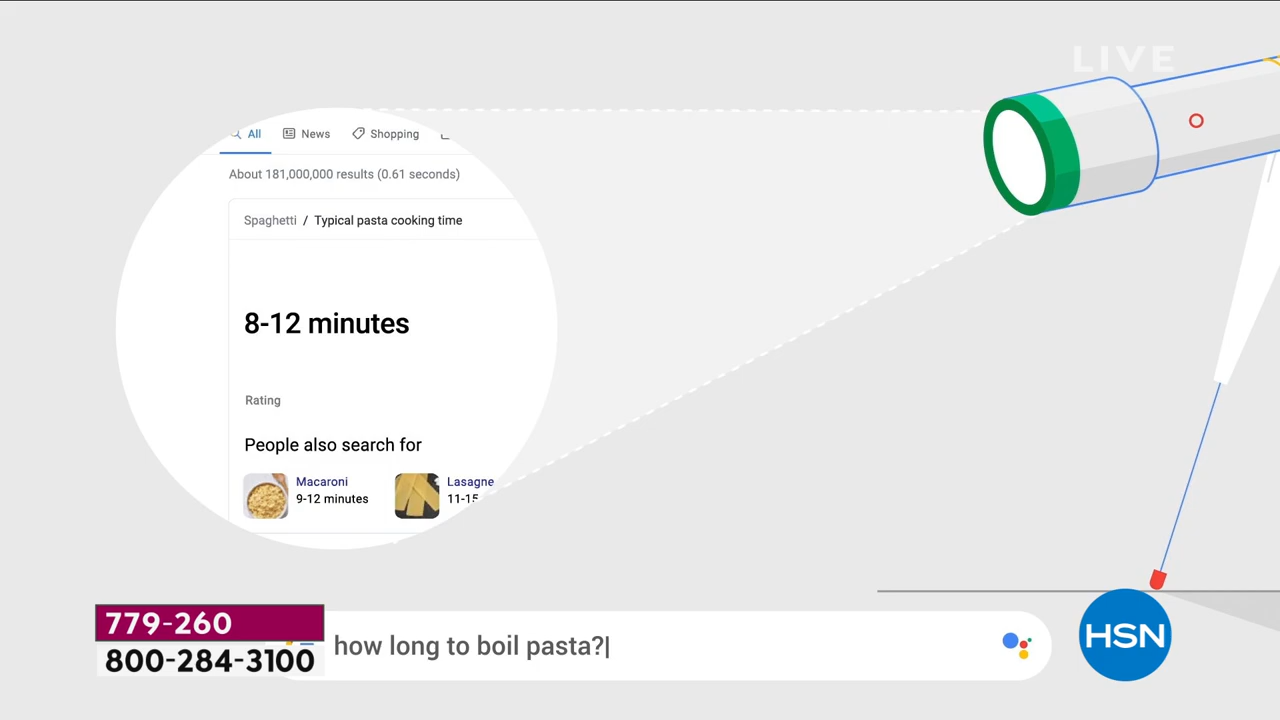 LIVE
All News Shopping
About 181,000,000 results (0.61 seconds)
Spaghetti / Typical pasta cooking time
8-12 minutes
Rating
People also search for
Macaroni
9-12 minutes
Lasagne
11-15
779-260
800-284-3100
how long to boil pasta?
HSN